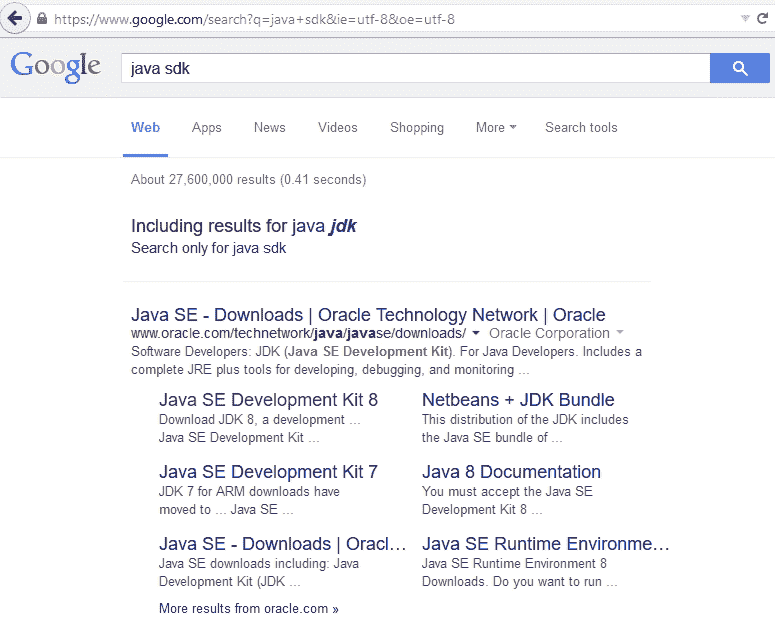 https://www.google.com/search?q=java+sdk&ie=utf-8&oe=utf-8
Google
java sdk
Web Apps News Videos Shopping More Search tools
About 27,600,000 results (0.41 seconds)
Including results for java jdk
Search only for java sdk
Java SE - Downloads | Oracle Technology Network | Oracle
www.oracle.com/technetwork/java/javase/downloads/ Oracle Corporation
Software Developers: JDK (Java SE Development Kit). For Java Developers. Includes a
complete JRE plus tools for developing, debugging, and monitoring ...
Java SE Development Kit 8
Download JDK 8, a development ...
Java SE Development Kit ...
Netbeans + JDK Bundle
This distribution of the JDK includes
the Java SE bundle of ...
Java SE Development Kit 7
JDK 7 for ARM downloads have
moved to ... Java SE ...
Java 8 Documentation
You must accept the Java SE
Development Kit 8 ...
Java SE - Downloads | Oracl...
Java SE downloads including: Java
Development Kit (JDK ...
Java SE Runtime Environme...
Java SE Runtime Environment 8
Downloads. Do you want to run ...
More results from oracle.com »